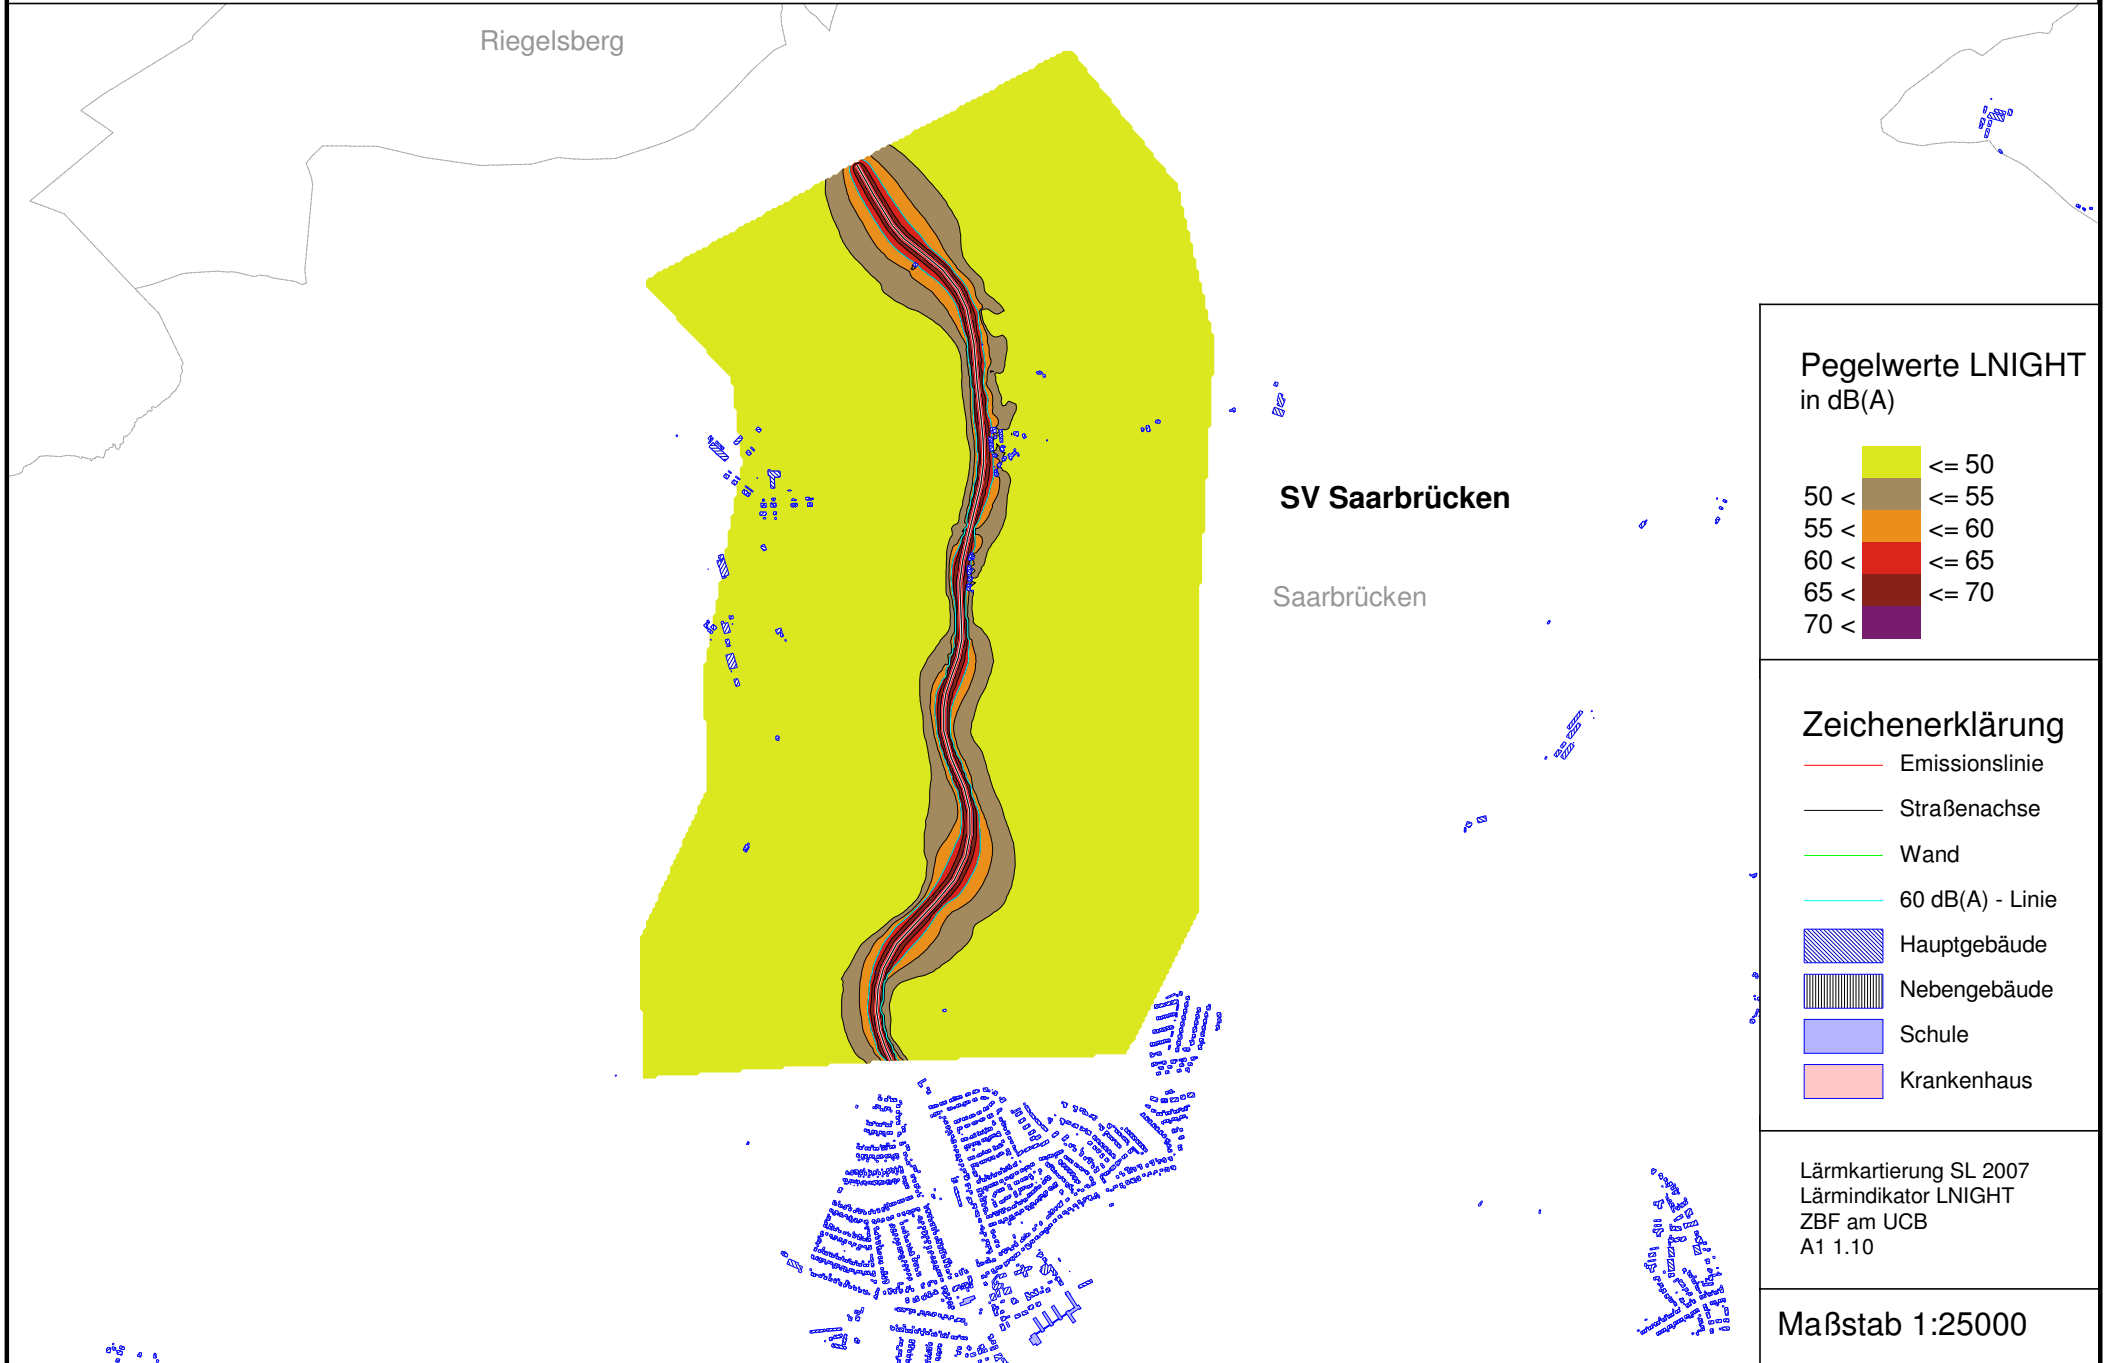 Riegelsberg
SV Saarbrücken
Saarbrücken
Pegelwerte LNIGHT
in dB(A)
<= 50
50 < <= 55
55 < <= 60
60 < <= 65
65 < <= 70
70 <
Zeichenerklärung
Emissionslinie
Straßenachse
Wand
60 dB(A) - Linie
Hauptgebäude
Nebengebäude
Schule
Krankenhaus
Lärmkartierung SL 2007
Lärmindikator LNIGHT
ZBF am UCB
A1 1.10
Maßstab 1:25000